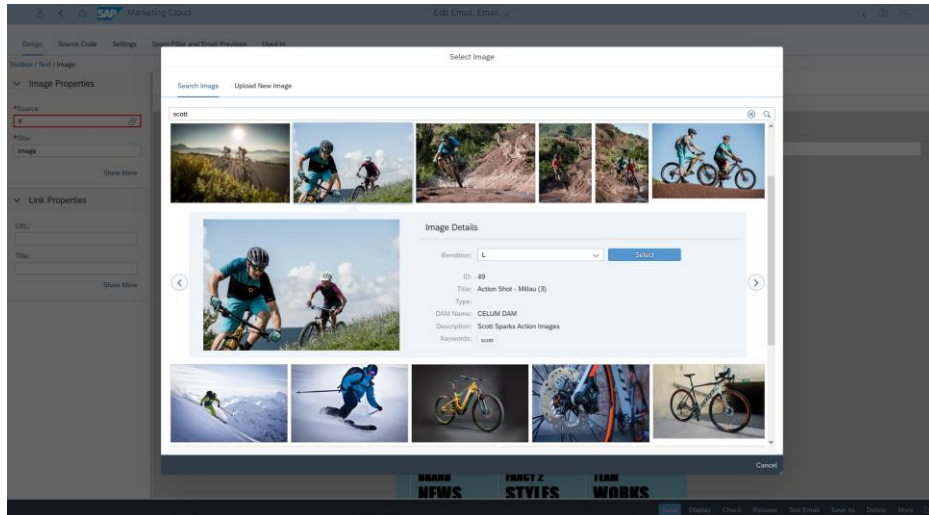 SAP Marketing Cloud
Edit Email: Email
Design Source Code Settings Spam Filter and Email Previews Used In
Toolbox / Text / Image
Image Properties
*Source:
#
*Title:
Image
Show More
Link Properties
URL:
Title:
Show More
Select Image
Search Image Upload New Image
scott
Image Details
Rendition: L Select
ID: 49
Title: Action Shot - Millau (3)
Type:
DAM Name: CELUM DAM
Description: Scott Sparks Action Images
Keywords: scott
Cancel
BRAND FANCY 2 TEAM
NEWS STYLES WORKS
Save Display Check Release Test Email Save As Delete More